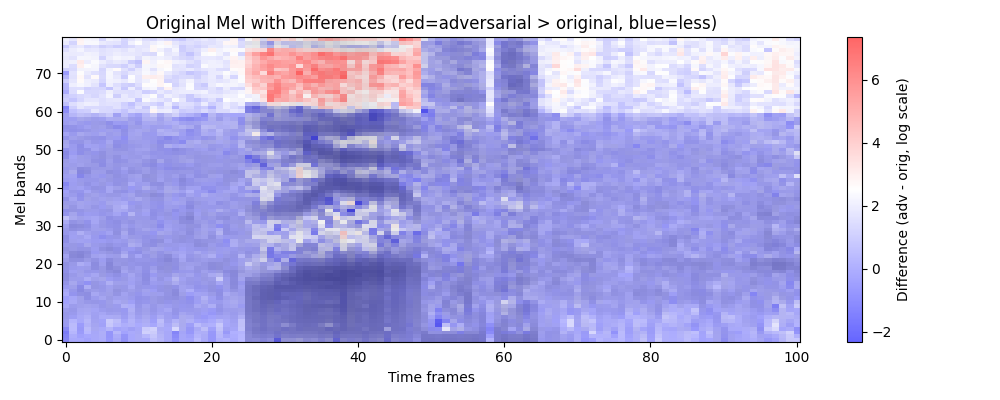 Original Mel with Differences (red=adversarial > original, blue=less)
Mel bands
70
60
50
40
30
20
10
0
0 20 40 60 80 100
Time frames
6
4
2
0
−2
Difference (adv - orig, log scale)